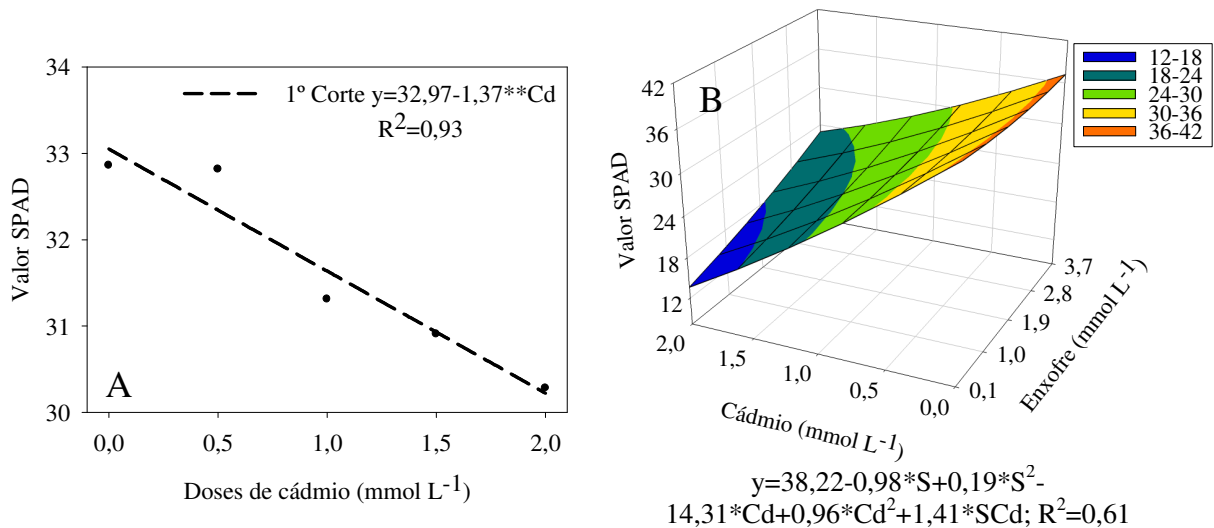 34
33
32
31
30
Valor SPAD
1º Corte y=32,97-1,37**Cd
R²=0,93
A
0,0 0,5 1,0 1,5 2,0
Doses de cádmio (mmol L⁻¹)
B
42
36
30
24
18
12
Valor SPAD
2,0 1,5 1,0 0,5 0,0
Cádmio (mmol L⁻¹)
3,7
2,8
1,9
1,0
0,1
Enxofre (mmol L⁻¹)
12-18
18-24
24-30
30-36
36-42
y=38,22-0,98*S+0,19*S²-
14,31*Cd+0,96*Cd²+1,41*SCd; R²=0,61